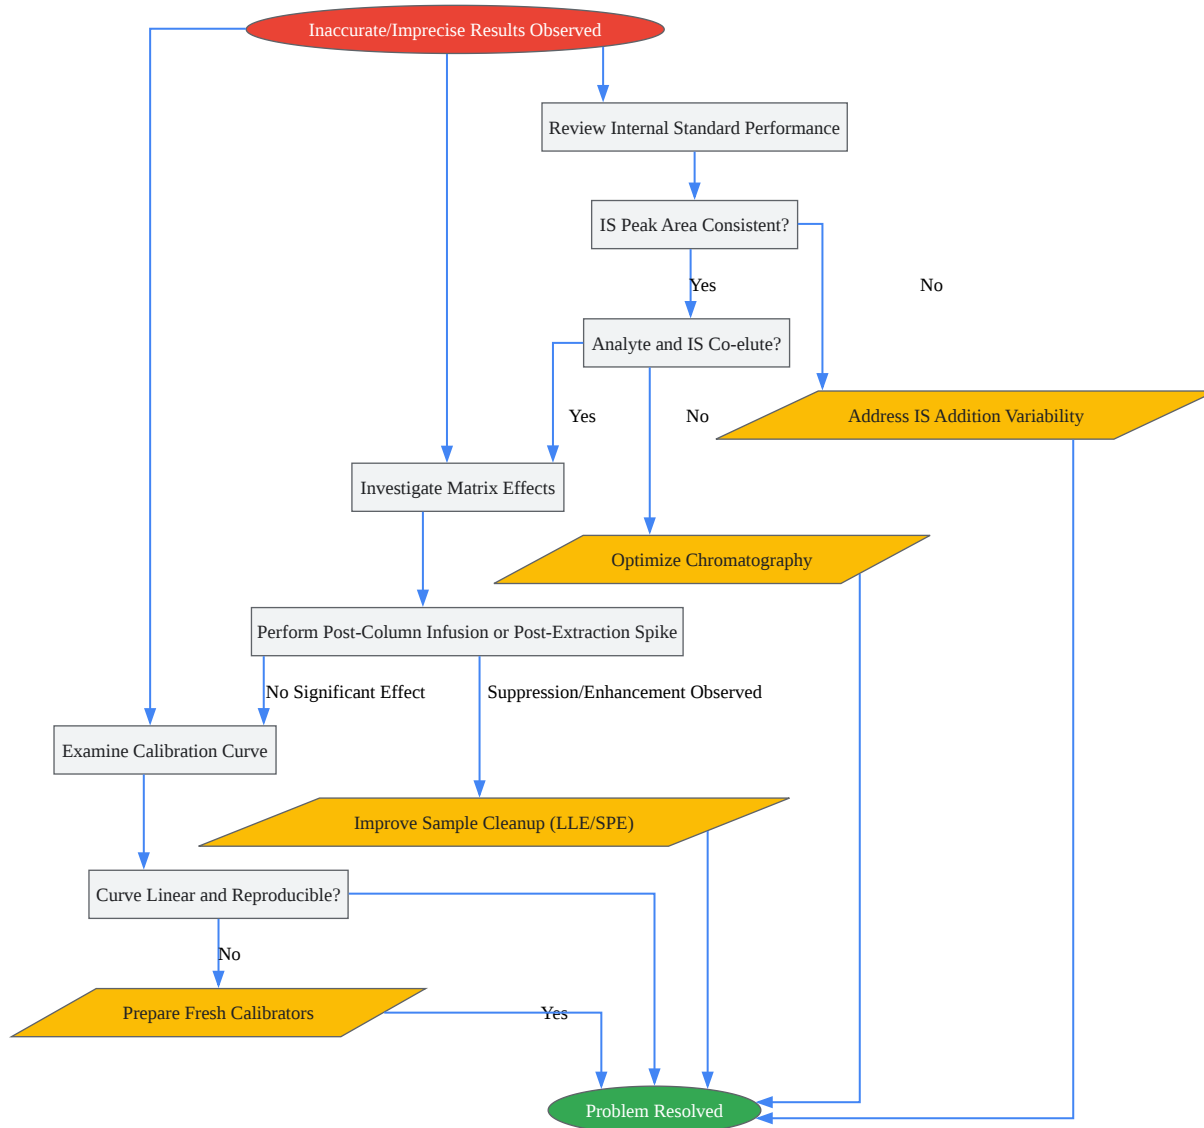 Inaccurate/Imprecise Results Observed
Review Internal Standard Performance
IS Peak Area Consistent?
Yes
No
Analyte and IS Co-elute?
Yes
No
Address IS Addition Variability
Investigate Matrix Effects
Optimize Chromatography
Perform Post-Column Infusion or Post-Extraction Spike
No Significant Effect
Suppression/Enhancement Observed
Examine Calibration Curve
Improve Sample Cleanup (LLE/SPE)
Curve Linear and Reproducible?
No
Prepare Fresh Calibrators
Yes
Problem Resolved